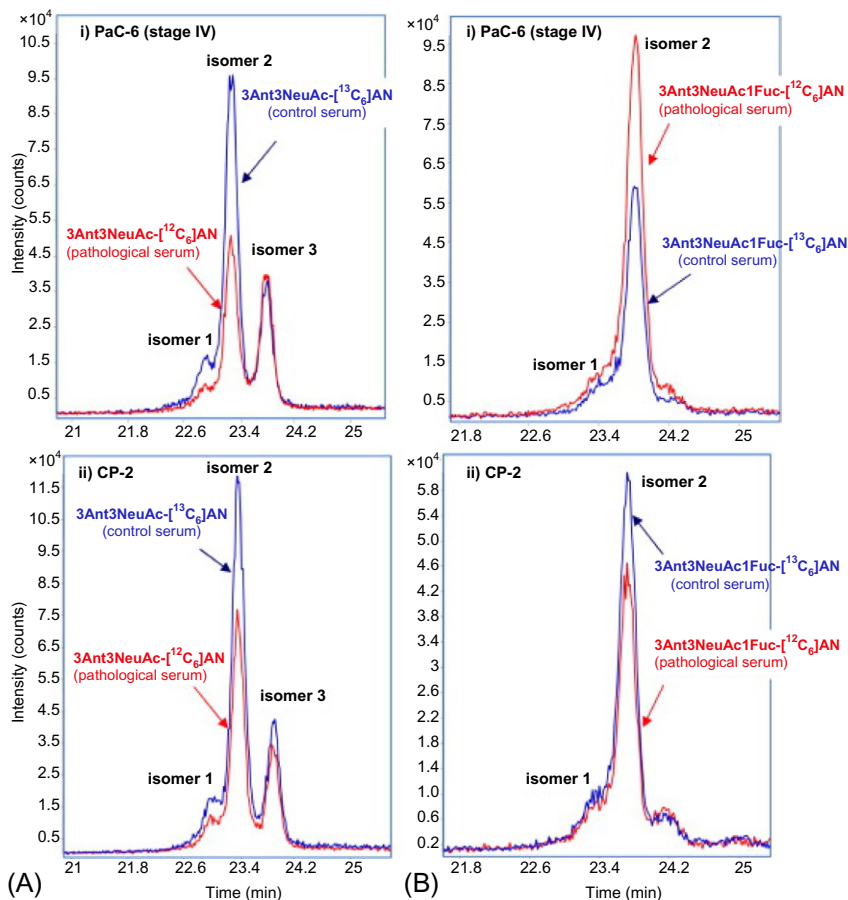 ×10⁴
i) PaC-6 (stage IV)
isomer 2
3Ant3NeuAc-[¹³C₆]AN
(control serum)
3Ant3NeuAc-[¹²C₆]AN
(pathological serum)
isomer 3
isomer 1
Intensity (counts)
10.5
9.5
8.5
7.5
6.5
5.5
4.5
3.5
2.5
1.5
0.5
21 21.8 22.6 23.4 24.2 25
×10⁴
i) PaC-6 (stage IV)
isomer 2
3Ant3NeuAc1Fuc-[¹²C₆]AN
(pathological serum)
3Ant3NeuAc1Fuc-[¹³C₆]AN
(control serum)
isomer 1
9.5
8.5
7.5
6.5
5.5
4.5
3.5
2.5
1.5
0.5
21.8 22.6 23.4 24.2 25
×10⁴
ii) CP-2
isomer 2
3Ant3NeuAc-[¹³C₆]AN
(control serum)
3Ant3NeuAc-[¹²C₆]AN
(pathological serum)
isomer 3
isomer 1
Intensity (counts)
11.5
10.5
9.5
8.5
7.5
6.5
5.5
4.5
3.5
2.5
1.5
0.5
21 21.8 22.6 23.4 24.2 25
Time (min)
(A)
×10⁴
ii) CP-2
isomer 2
3Ant3NeuAc1Fuc-[¹³C₆]AN
(control serum)
3Ant3NeuAc1Fuc-[¹²C₆]AN
(pathological serum)
isomer 1
5.8
5.4
5
4.6
4.2
3.8
3.4
3
2.6
2.2
1.8
1.4
1
0.6
0.2
21.8 22.6 23.4 24.2 25
Time (min)
(B)